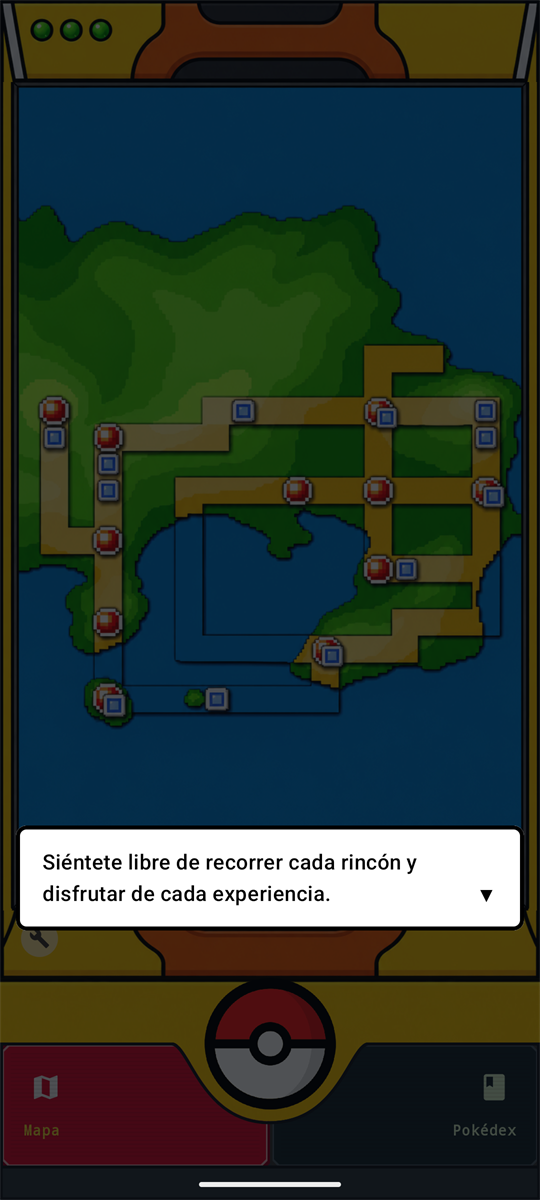 Siéntete libre de recorrer cada rincón y
disfrutar de cada experiencia.
Mapa
Pokédex